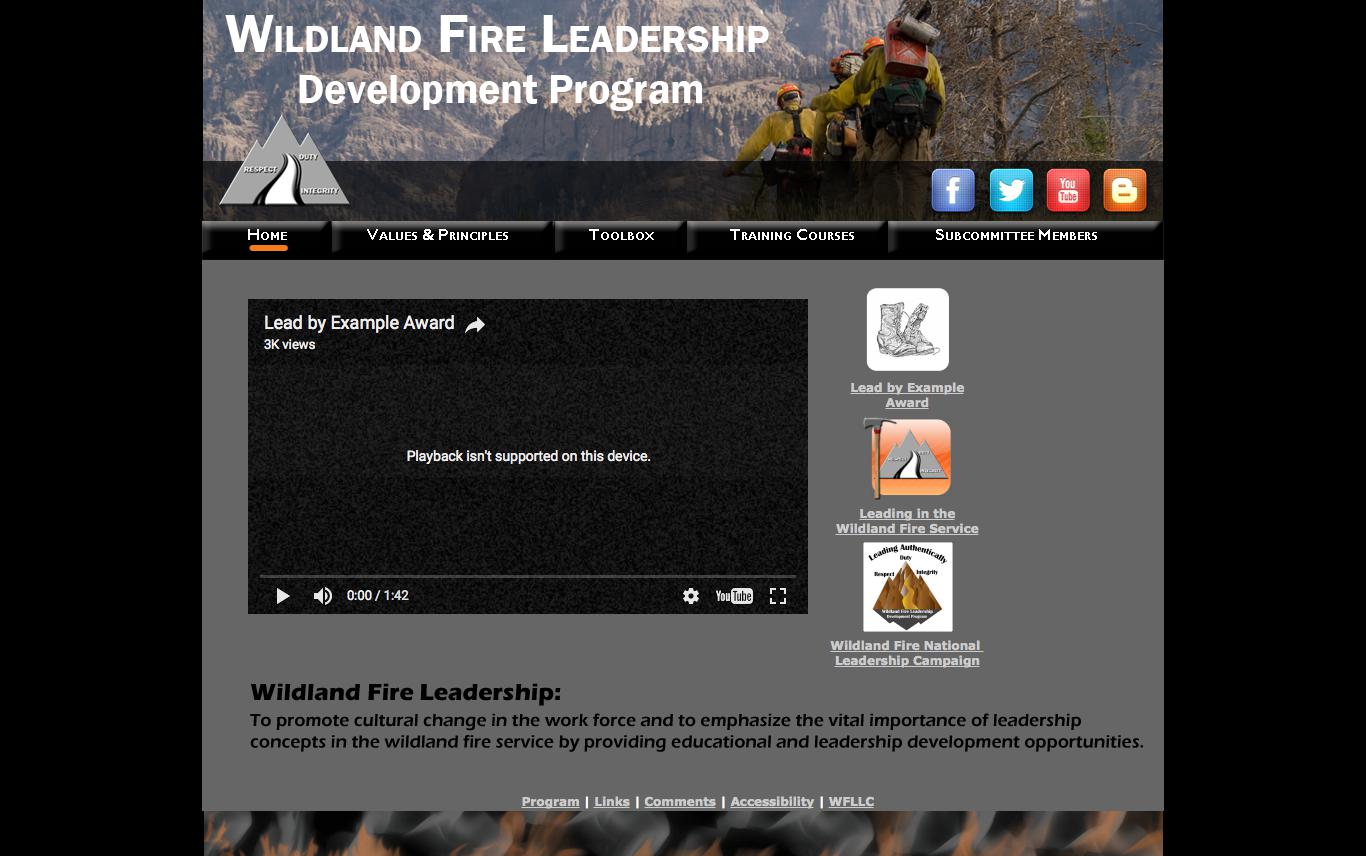 Wildland Fire Leadership
Development Program
RESPECT
DUTY
INTEGRITY
f
You
Tube
B
Home
Values & Principles
Toolbox
Training Courses
Subcommittee Members
Lead by Example Award
3K views
Playback isn't supported on this device.
0:00 / 1:42
YouTube
Lead by Example
Award
RESPECT
DUTY
INTEGRITY
Leading in the
Wildland Fire Service
Leading Authentically
Duty
Respect
Integrity
Wildland Fire Leadership
Development Program
Wildland Fire National
Leadership Campaign
Wildland Fire Leadership:
To promote cultural change in the work force and to emphasize the vital importance of leadership
concepts in the wildland fire service by providing educational and leadership development opportunities.
Program | Links | Comments | Accessibility | WFLLC